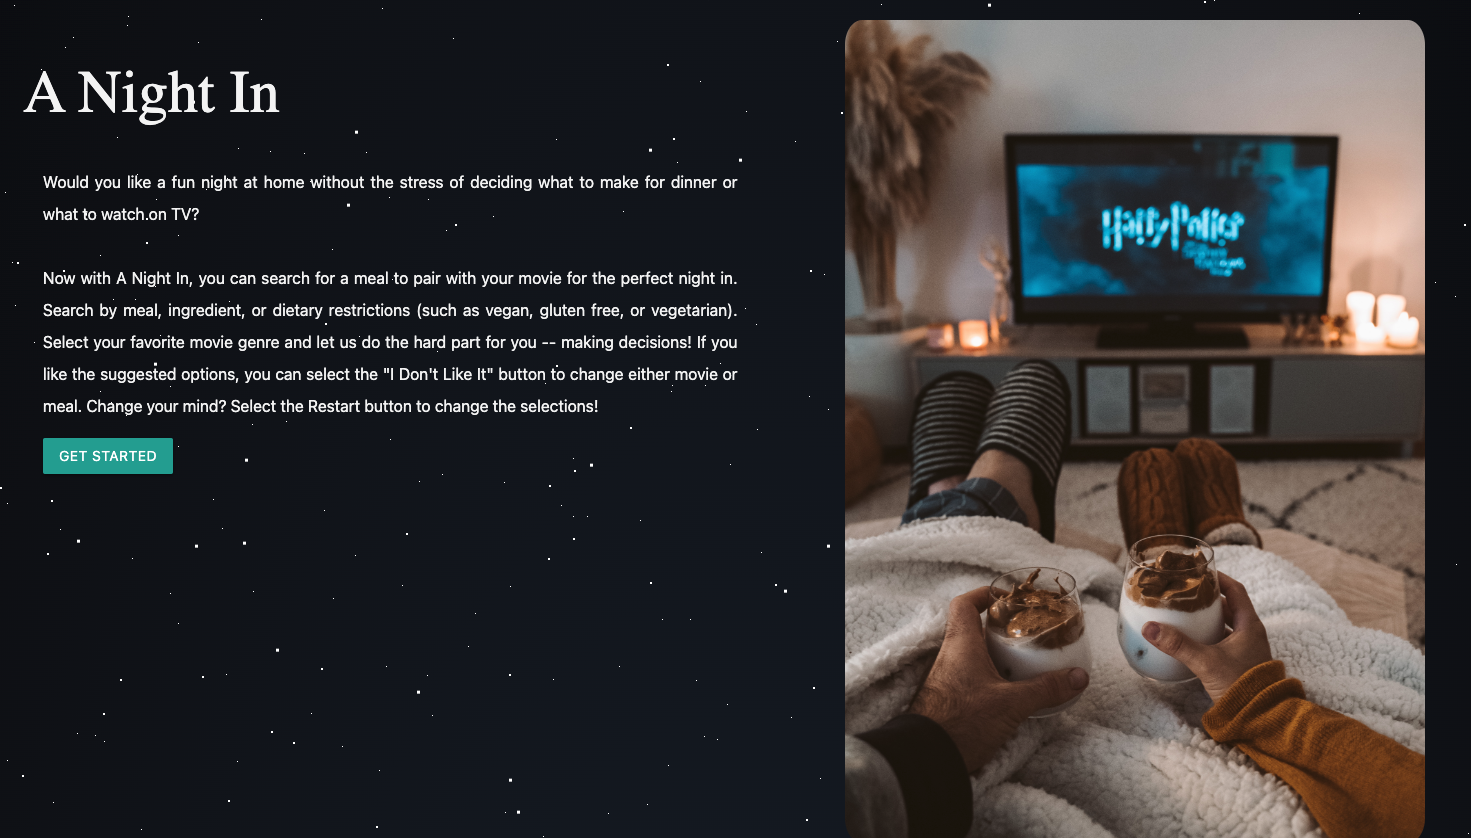 A Night In
Would you like a fun night at home without the stress of deciding what to make for dinner or
what to watch on TV?
Now with A Night In, you can search for a meal to pair with your movie for the perfect night in.
Search by meal, ingredient, or dietary restrictions (such as vegan, gluten free, or vegetarian).
Select your favorite movie genre and let us do the hard part for you -- making decisions! If you
like the suggested options, you can select the "I Don't Like It" button to change either movie or
meal. Change your mind? Select the Restart button to change the selections!
GET STARTED
Harry Potter